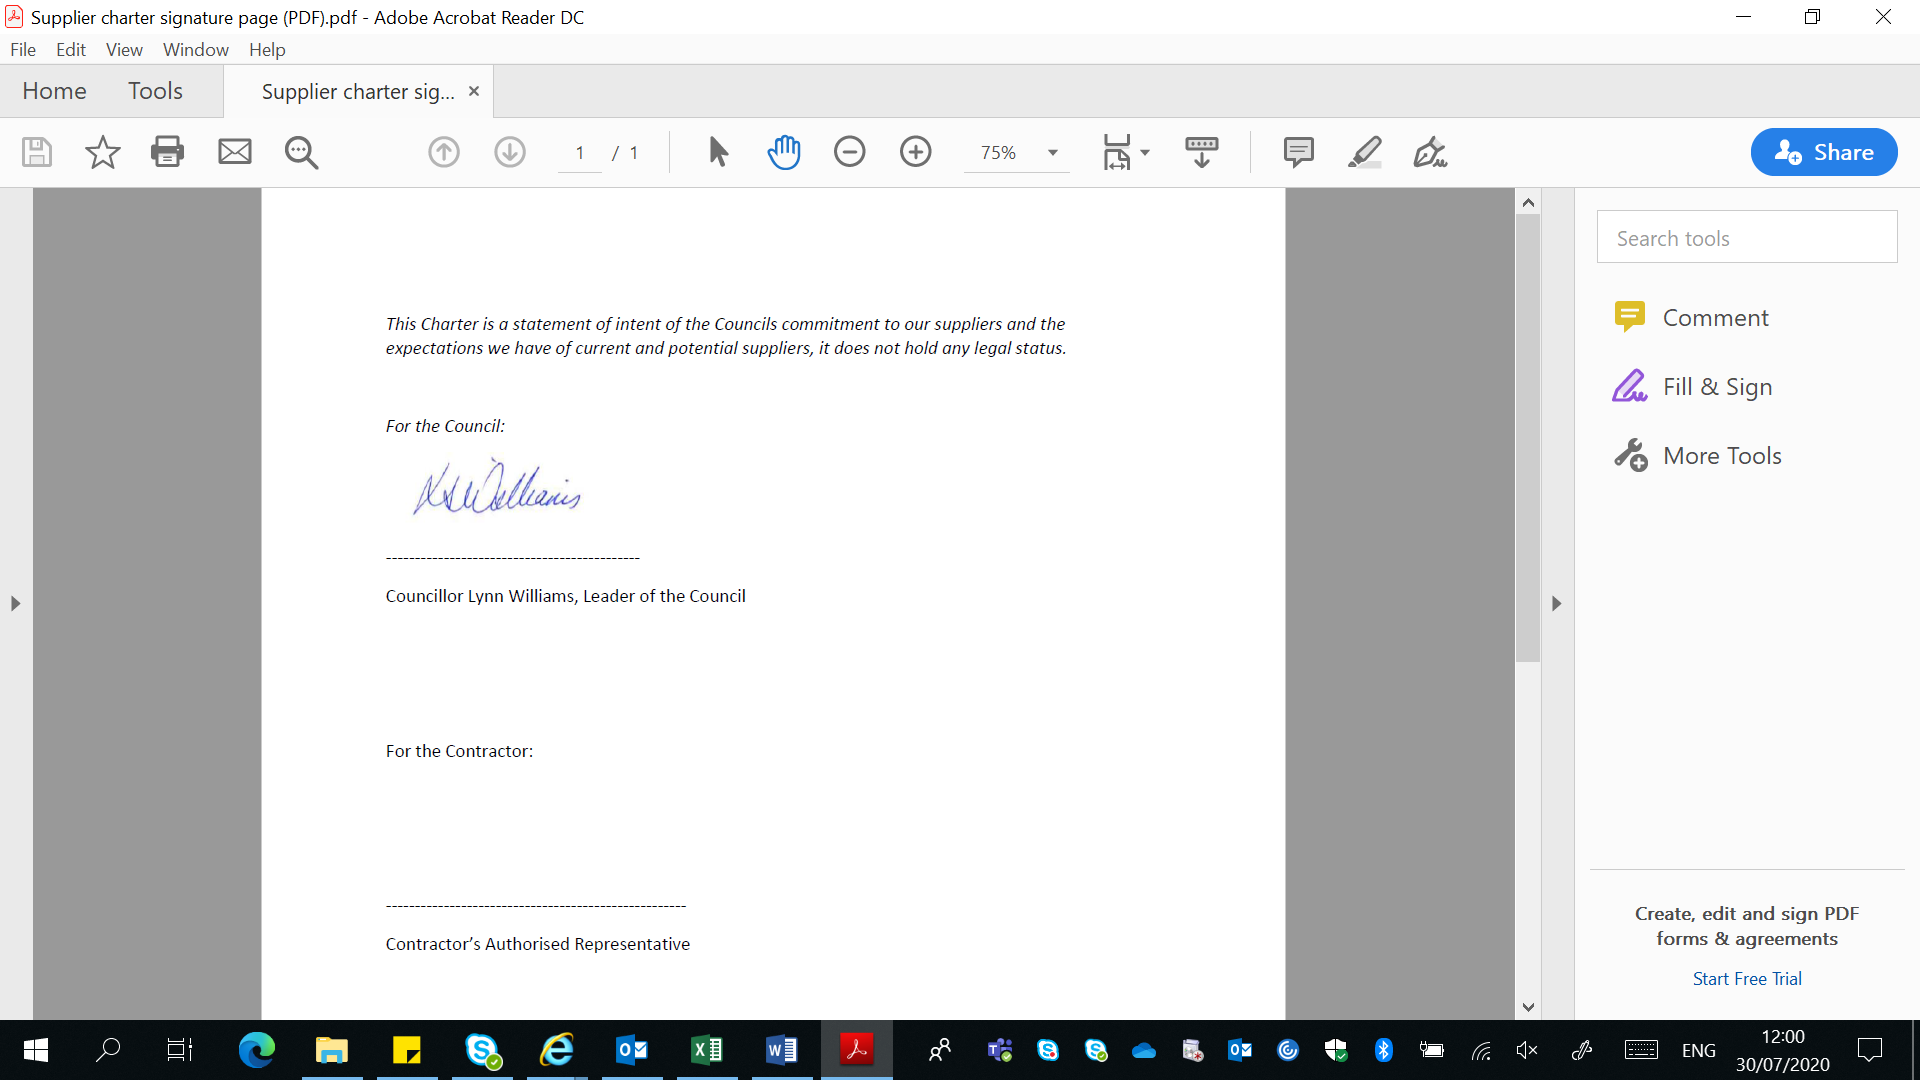 Supplier charter signature page (PDF).pdf - Adobe Acrobat Reader DC
File Edit View Window Help
Home Tools Supplier charter sig... ×
1 / 1 75% Share
Search tools
Comment
Fill & Sign
More Tools
This Charter is a statement of intent of the Councils commitment to our suppliers and the
expectations we have of current and potential suppliers, it does not hold any legal status.
For the Council:
Williams
--------------------------------------------
Councillor Lynn Williams, Leader of the Council
For the Contractor:
----------------------------------------------------
Contractor’s Authorised Representative
Create, edit and sign PDF
forms & agreements
Start Free Trial
ENG
12:00
30/07/2020